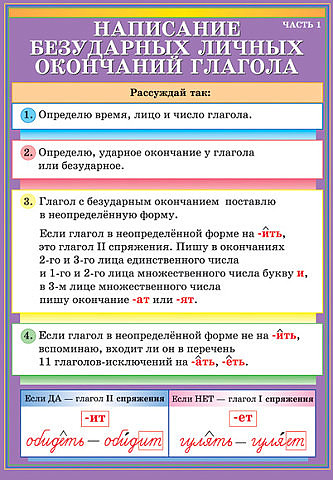 ЧАСТЬ 1
НАПИСАНИЕ
БЕЗУДАРНЫХ ЛИЧНЫХ
ОКОНЧАНИЙ ГЛАГОЛА
Рассуждай так:
1. Определю время, лицо и число глагола.
2. Определю, ударное окончание у глагола
или безударное.
3. Глагол с безударным окончанием поставлю
в неопределённую форму.
Если глагол в неопределённой форме на -ить,
это глагол II спряжения. Пишу в окончаниях
2-го и 3-го лица единственного числа
и 1-го и 2-го лица множественного числа букву и,
в 3-м лице множественного числа
пишу окончание -ат или -ят.
4. Если глагол в неопределённой форме не на -ить,
вспоминаю, входит ли он в перечень
11 глаголов-исключений на -ать, -еть.
Если ДА — глагол II спряжения
-ит
обидеть — обидит
Если НЕТ — глагол I спряжения
-ет
гулять — гуляет